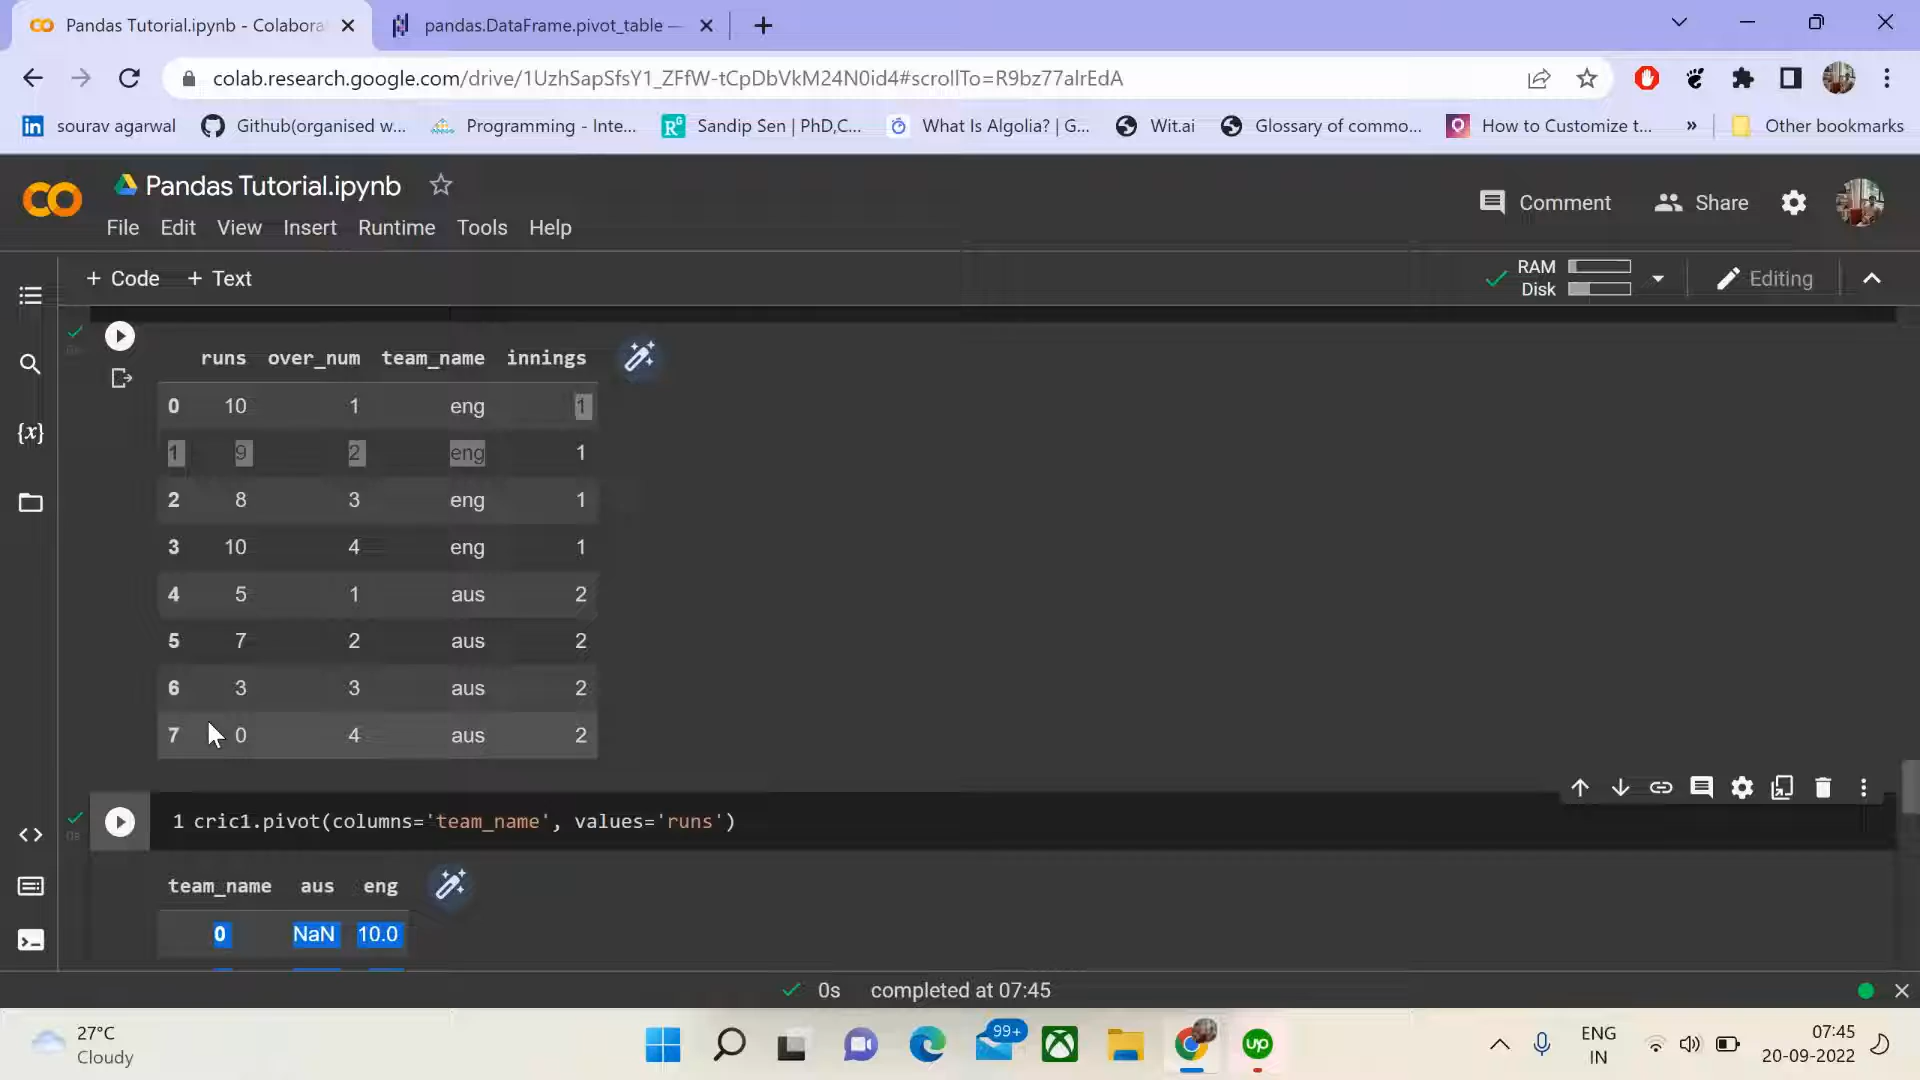 Pandas Tutorial.ipynb - Colabora
pandas.DataFrame.pivot_table —
colab.research.google.com/drive/1UzhSapSfsY1_ZFfW-tCpDbVkM24N0id4#scrollTo=R9bz77aIrEdA
sourav agarwal
Github(organised w...
Programming - Inte...
Sandip Sen | PhD,C...
What Is Algolia? | G...
Wit.ai
Glossary of commo...
How to Customize t...
»
Other bookmarks
Pandas Tutorial.ipynb
Comment
Share
File Edit View Insert Runtime Tools Help
+ Code + Text
RAM
Disk
Editing
runs over_num team_name innings
0 10 1 eng 1
1 9 2 eng 1
2 8 3 eng 1
3 10 4 eng 1
4 5 1 aus 2
5 7 2 aus 2
6 3 3 aus 2
7 0 4 aus 2
1 cric1.pivot(columns='team_name', values='runs')
0s
team_name aus eng
0 NaN 10.0
0s completed at 07:45
27°C
Cloudy
99+
up
ENG
IN
07:45
20-09-2022